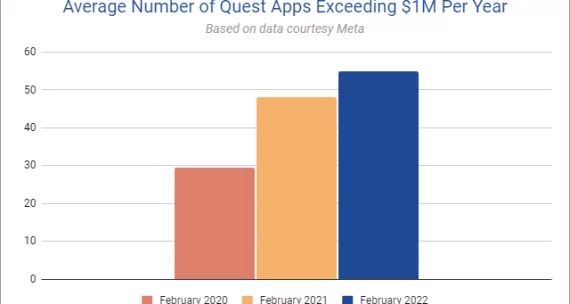 Average Number of Quest Apps Exceeding $1M Per Year
Based on data courtesy Meta
60
50
40
30
20
10
0
February 2020 February 2021 February 2022